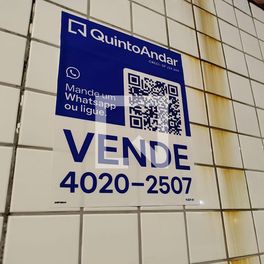 QuintoAndar
Mande um
Whatsapp
ou ligue.
VENDE
4020-2507